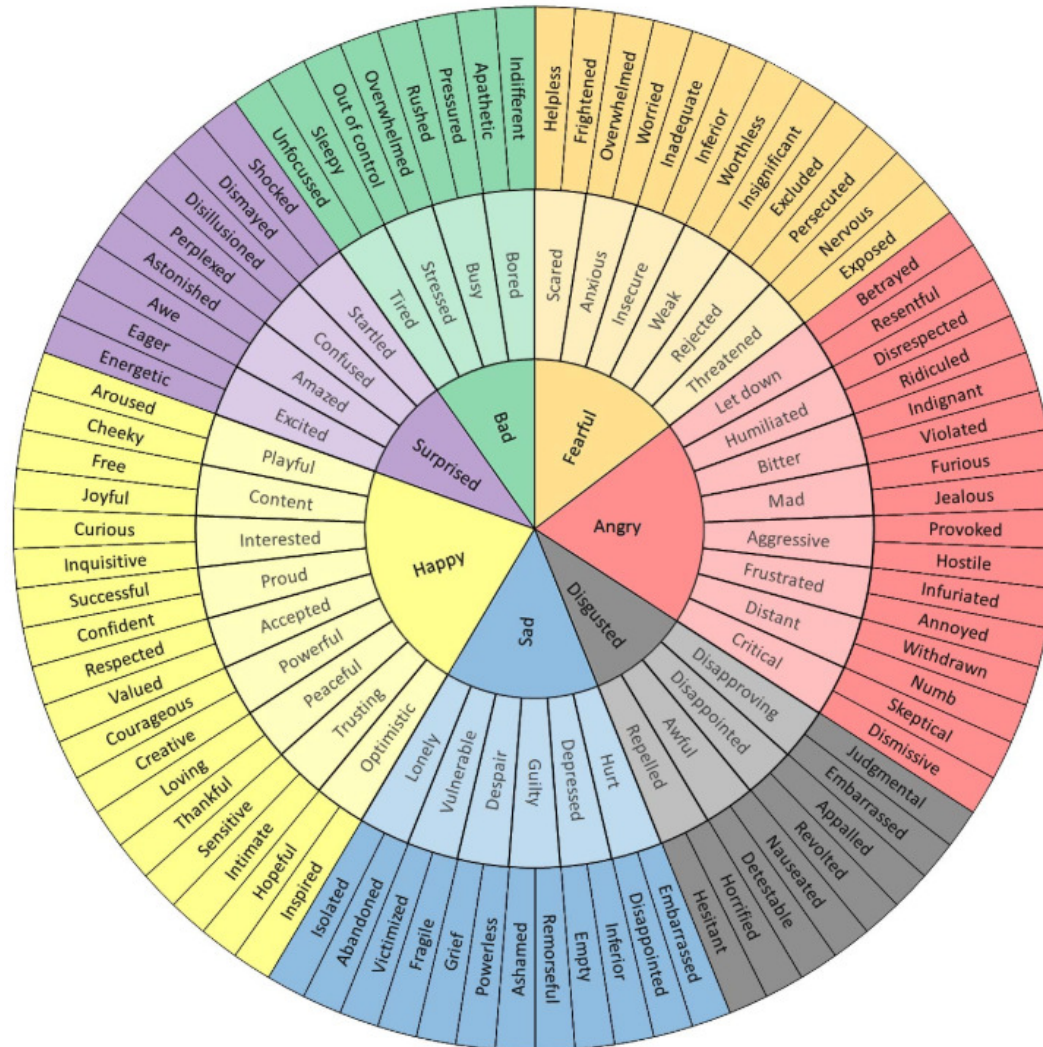 Fearful
Angry
Disgusted
Sad
Happy
Surprised
Bad
Scared
Anxious
Insecure
Weak
Rejected
Threatened
Let down
Humiliated
Bitter
Mad
Aggressive
Frustrated
Distant
Critical
Disapproving
Disappointed
Awful
Repelled
Hurt
Depressed
Guilty
Despair
Vulnerable
Lonely
Optimistic
Trusting
Peaceful
Powerful
Accepted
Proud
Interested
Content
Playful
Excited
Amazed
Confused
Startled
Tired
Stressed
Busy
Bored
Helpless
Frightened
Overwhelmed
Worried
Inadequate
Inferior
Worthless
Insignificant
Excluded
Persecuted
Nervous
Exposed
Betrayed
Resentful
Disrespected
Ridiculed
Indignant
Violated
Furious
Jealous
Provoked
Hostile
Infuriated
Annoyed
Withdrawn
Numb
Skeptical
Dismissive
Judgmental
Embarrassed
Appalled
Revolted
Nauseated
Detestable
Horrified
Hesitant
Embarrassed
Disappointed
Inferior
Empty
Remorseful
Ashamed
Powerless
Grief
Fragile
Victimized
Abandoned
Isolated
Inspired
Hopeful
Intimate
Sensitive
Thankful
Loving
Creative
Courageous
Valued
Respected
Confident
Successful
Inquisitive
Curious
Joyful
Free
Cheeky
Aroused
Energetic
Eager
Awe
Astonished
Perplexed
Disillusioned
Dismayed
Shocked
Unfocussed
Sleepy
Out of control
Overwhelmed
Rushed
Pressured
Apathetic
Indifferent